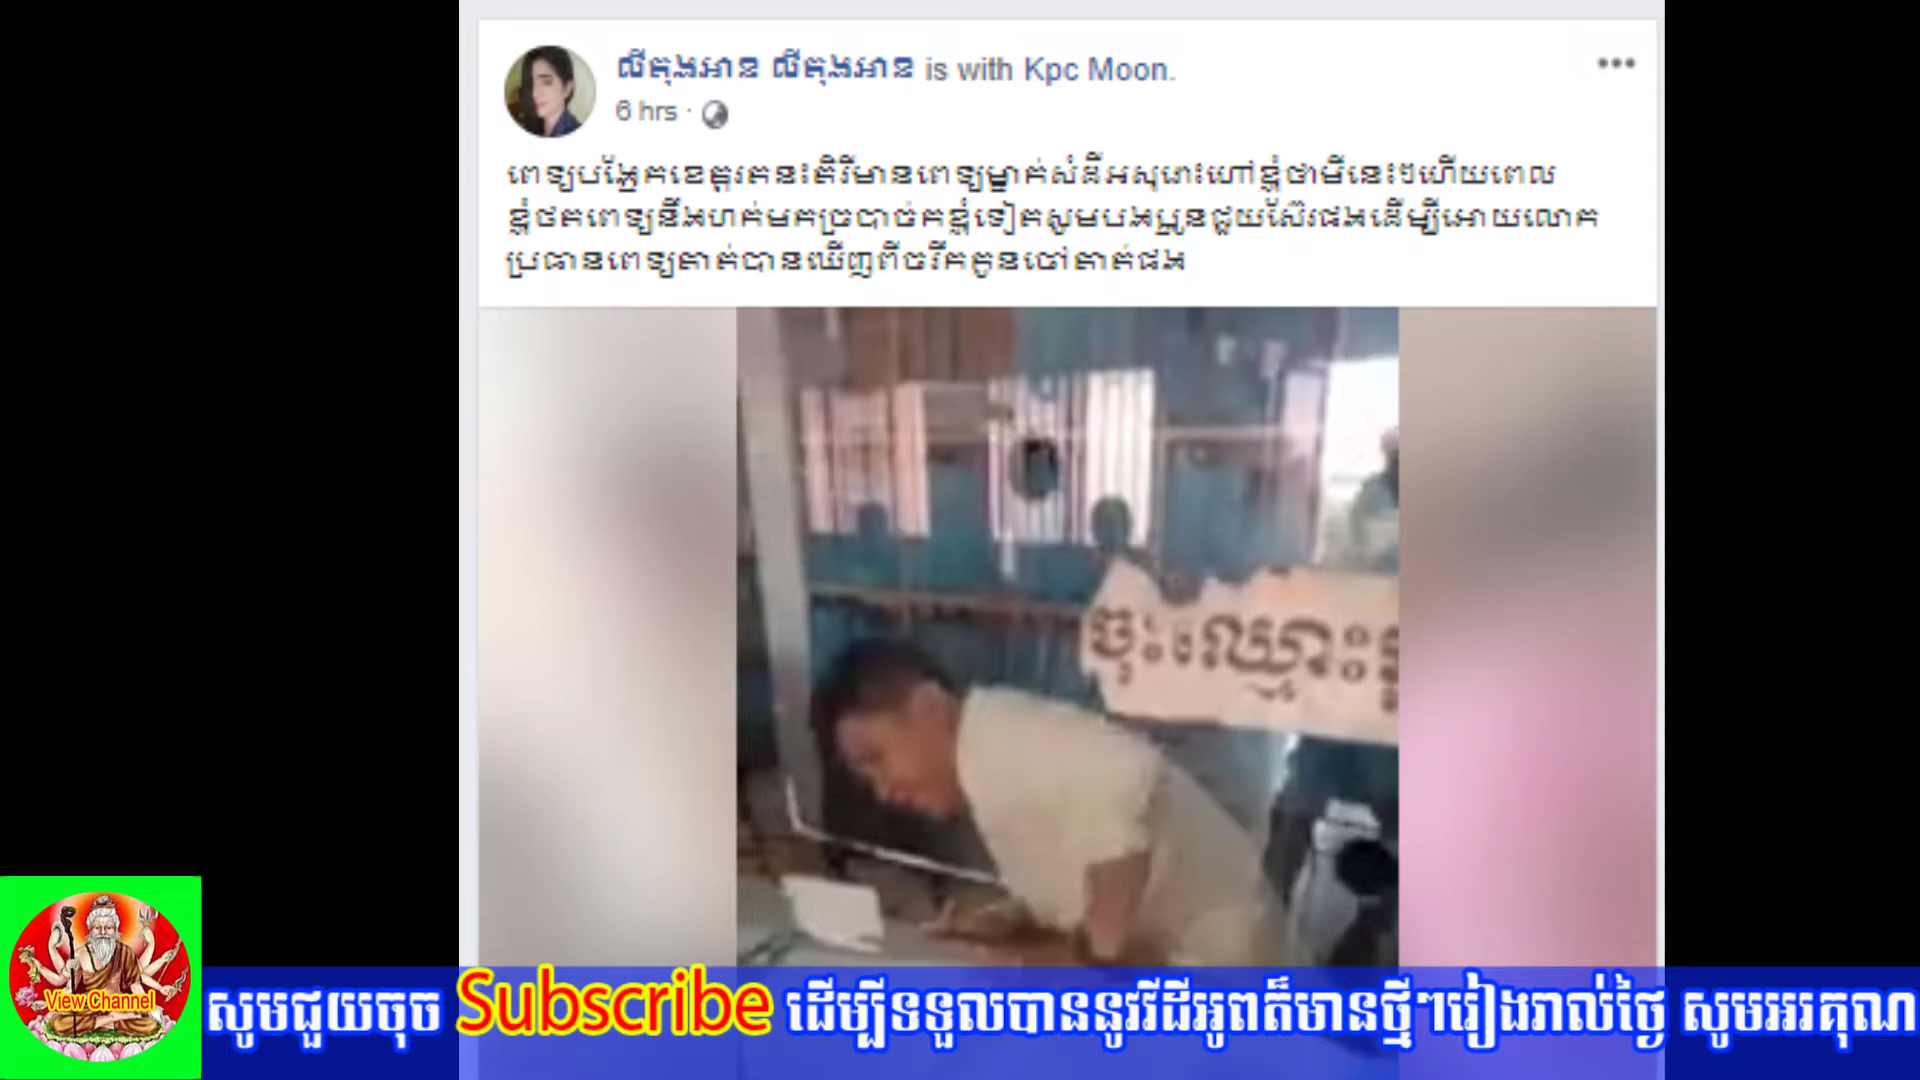 លីតុងអាន លីតុងអាន is with Kpc Moon.
6 hrs ·
ពេទ្យបង្អែកខេត្តរតនះគិរីមានពេទ្យម្នាក់សំដីអសុរោះហៅខ្ញុំថាមីនេះៗហើយពេល
ខ្ញុំថតពេទ្យនឹងហក់មកច្របាច់កខ្ញុំទៀតសូមបងប្អូនជួយស៊ែរផងដើម្បីអោយលោក
ប្រធានពេទ្យគាត់បានឃើញពីចរឹកកូនចៅគាត់ផង
ចុះឈ្មោះ
View Channel
សូមជួយចុច Subscribe ដើម្បីទទួលបាននូវវីដីអូពត៌មានថ្មីៗរៀងរាល់ថ្ងៃ សូមអរគុណ